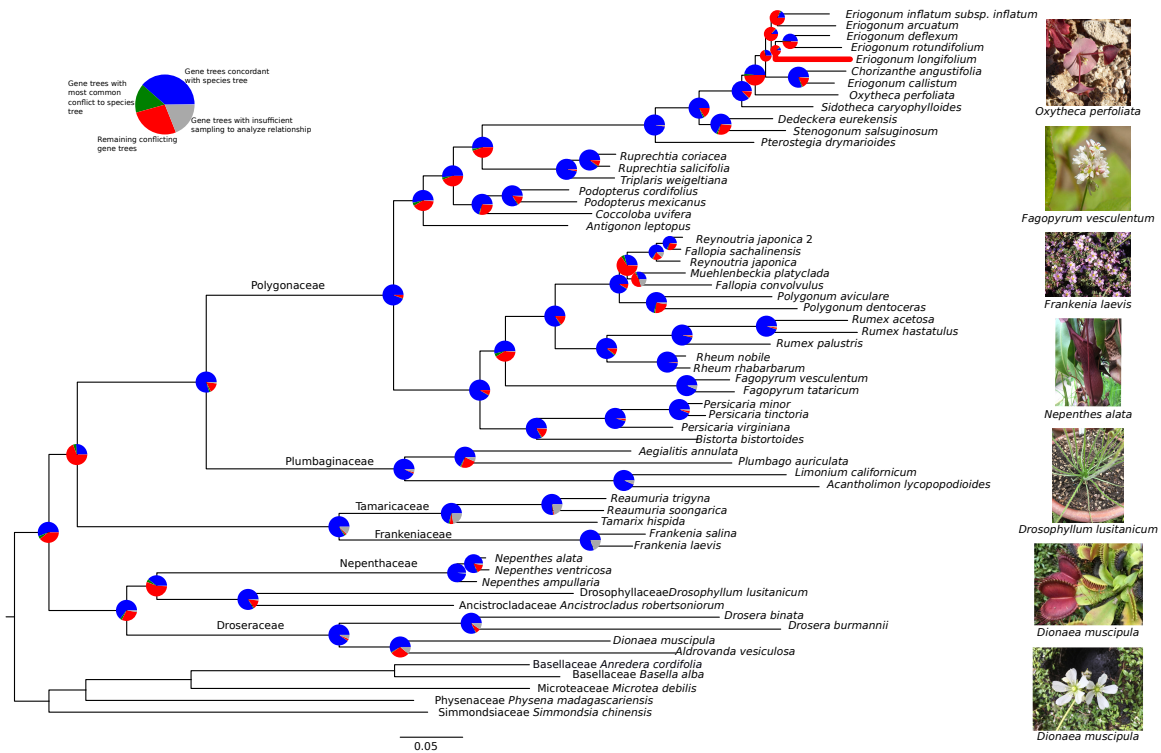 Gene trees concordant
with species tree
Gene trees with
most common
conflict to species
tree
Gene trees with insufficient
sampling to analyze relationship
Remaining conflicting
gene trees
Eriogonum inflatum subsp. inflatum
Eriogonum arcuatum
Eriogonum deflexum
Eriogonum rotundifolium
Eriogonum longifolium
Chorizanthe angustifolia
Eriogonum callistum
Oxytheca perfoliata
Sidotheca caryophylloides
Dedeckera eurekensis
Stenogonum salsuginosum
Pterostegia drymarioides
Ruprechtia coriacea
Ruprechtia salicifolia
Triplaris weigeltiana
Podopterus cordifolius
Podopterus mexicanus
Coccoloba uvifera
Antigonon leptopus
Reynoutria japonica 2
Fallopia sachalinensis
Reynoutria japonica
Muehlenbeckia platyclada
Fallopia convolvulus
Polygonaceae
Polygonum aviculare
Polygonum dentoceras
Rumex acetosa
Rumex hastatulus
Rumex palustris
Rheum nobile
Rheum rhabarbarum
Fagopyrum vesculentum
Fagopyrum tataricum
Persicaria minor
Persicaria tinctoria
Persicaria virginiana
Bistorta bistortoides
Aegialitis annulata
Plumbaginaceae
Plumbago auriculata
Limonium californicum
Acantholimon lycopopodioides
Reaumuria trigyna
Tamaricaceae
Reaumuria soongarica
Tamarix hispida
Frankeniaceae
Frankenia salina
Frankenia laevis
Nepenthaceae
Nepenthes alata
Nepenthes ventricosa
Nepenthes ampullaria
DrosophyllaceaeDrosophyllum lusitanicum
Ancistrocladaceae Ancistrocladus robertsoniorum
Droseraceae
Drosera binata
Drosera burmannii
Dionaea muscipula
Aldrovanda vesiculosa
Basellaceae Anredera cordifolia
Basellaceae Basella alba
Microteaceae Microtea debilis
Physenaceae Physena madagascariensis
Simmondsiaceae Simmondsia chinensis
0.05
Oxytheca perfoliata
Fagopyrum vesculentum
Frankenia laevis
Nepenthes alata
Drosophyllum lusitanicum
Dionaea muscipula
Dionaea muscipula